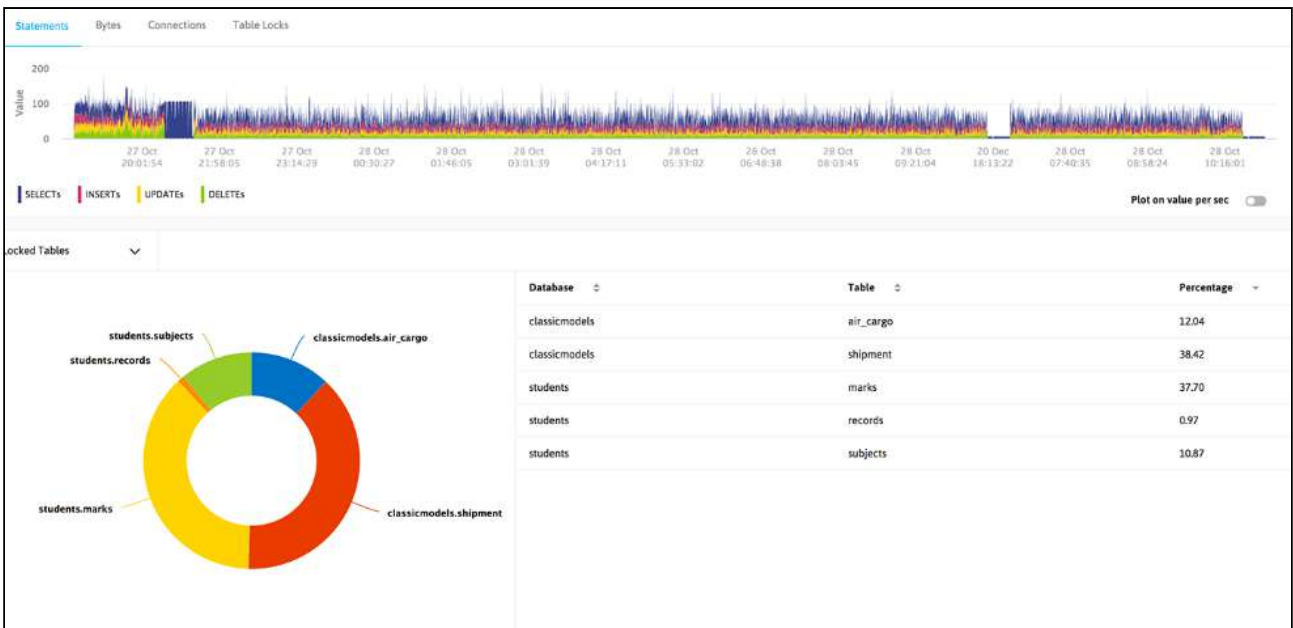 Statements Bytes Connections Table Locks
200
Value
100
0
27 Oct 27 Oct 27 Oct 28 Oct 28 Oct 28 Oct 28 Oct 28 Oct 28 Oct 28 Oct 28 Oct 20 Dec 28 Oct 28 Oct 28 Oct
20:01:54 21:58:05 23:14:29 00:30:27 01:46:05 03:01:39 04:17:11 05:33:02 06:48:38 08:03:45 09:21:04 18:13:22 07:40:35 08:58:24 10:16:01
SELECTs INSERTs UPDATEs DELETEs
Plot on value per sec
Locked Tables
students.subjects
classicmodels.air_cargo
students.records
students.marks
classicmodels.shipment
Database Table Percentage
classicmodels air_cargo 12.04
classicmodels shipment 38.42
students marks 37.70
students records 0.97
students subjects 10.87